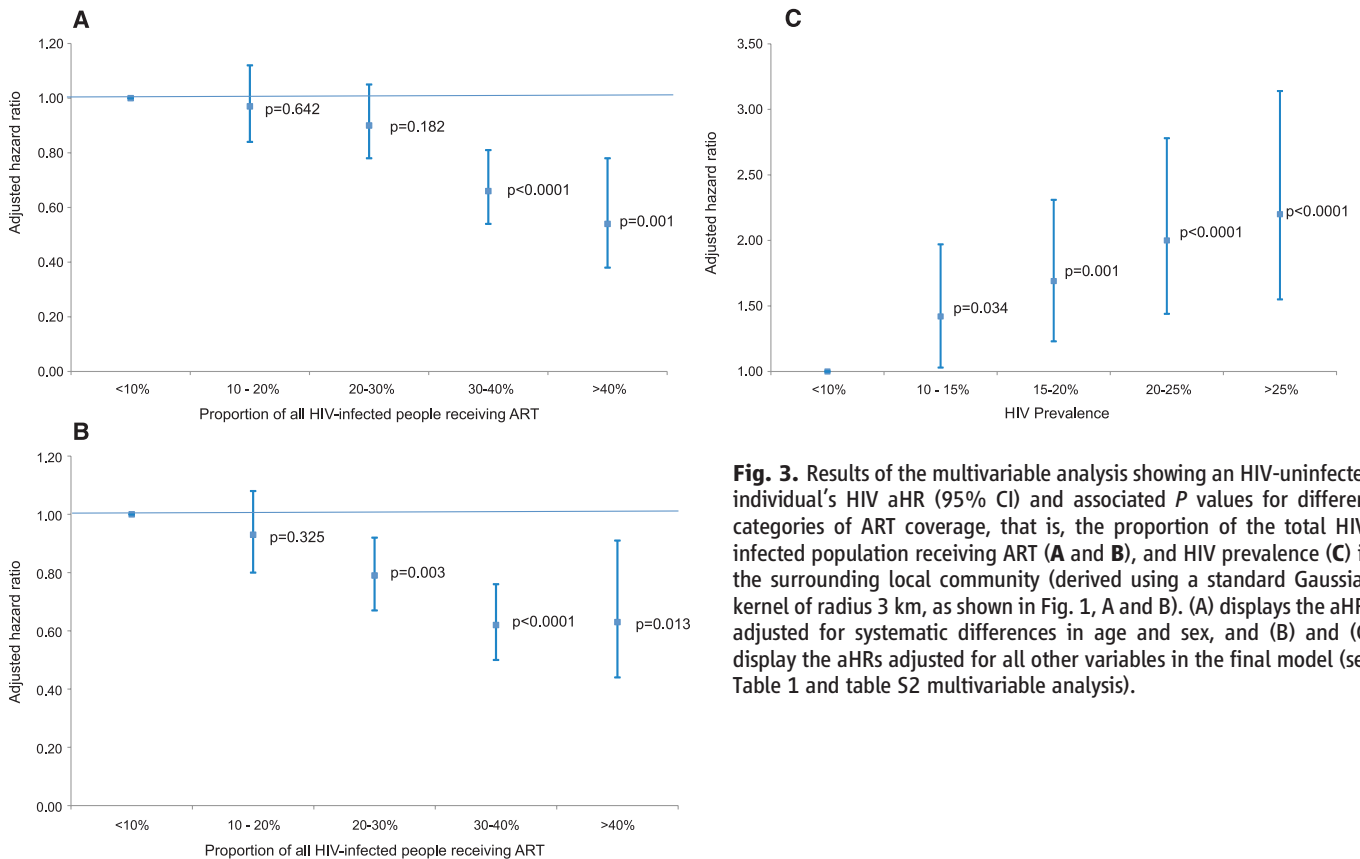 A
1.20
1.00
0.80
0.60
0.40
0.20
0.00
Adjusted hazard ratio
p=0.642
p=0.182
p<0.0001
p=0.001
<10%
10 - 20%
20-30%
30-40%
>40%
Proportion of all HIV-infected people receiving ART
B
1.20
1.00
0.80
0.60
0.40
0.20
0.00
Adjusted hazard ratio
p=0.325
p=0.003
p<0.0001
p=0.013
<10%
10 - 20%
20-30%
30-40%
>40%
Proportion of all HIV-infected people receiving ART
C
3.50
3.00
2.50
2.00
1.50
1.00
Adjusted hazard ratio
p=0.034
p=0.001
p<0.0001
p<0.0001
<10%
10 - 15%
15-20%
20-25%
>25%
HIV Prevalence
Fig. 3. Results of the multivariable analysis showing an HIV-uninfecte
individual's HIV aHR (95% CI) and associated P values for differen
categories of ART coverage, that is, the proportion of the total HIV
infected population receiving ART (A and B), and HIV prevalence (C) i
the surrounding local community (derived using a standard Gaussia
kernel of radius 3 km, as shown in Fig. 1, A and B). (A) displays the aHR
adjusted for systematic differences in age and sex, and (B) and (C
display the aHRs adjusted for all other variables in the final model (se
Table 1 and table S2 multivariable analysis).